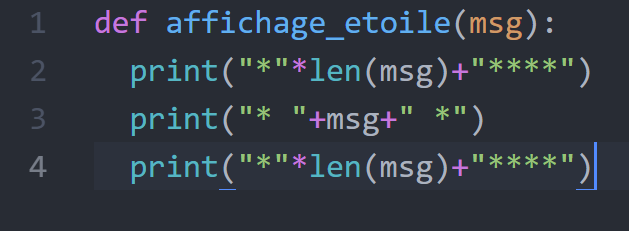 1 def affichage_etoile(msg):
2   print("*"*len(msg)+"****")
3   print("* "+msg+" *")
4   print("*"*len(msg)+"****")